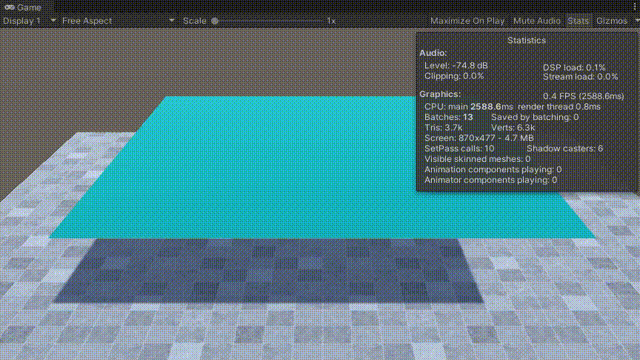 Game
Display 1 Free Aspect Scale 1x Maximize On Play Mute Audio Stats Gizmos
Statistics
Audio:
Level: -74.8 dB DSP load: 0.1%
Clipping: 0.0% Stream load: 0.0%
Graphics: 0.4 FPS (2588.6ms)
CPU: main 2588.6ms render thread 0.8ms
Batches: 13 Saved by batching: 0
Tris: 3.7k Verts: 6.3k
Screen: 870x477 - 4.7 MB
SetPass calls: 10 Shadow casters: 6
Visible skinned meshes: 0
Animation components playing: 0
Animator components playing: 0